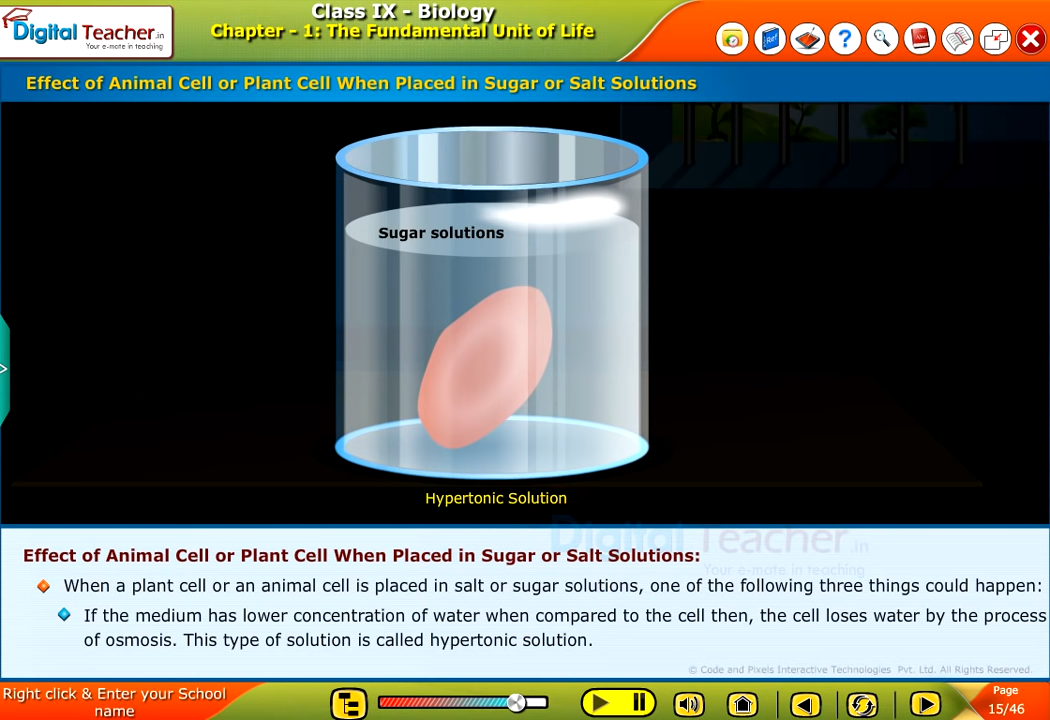 Class IX - Biology
Chapter - 1: The Fundamental Unit of Life
Digital Teacher.in
Your e-mate in teaching
Ref
?
Effect of Animal Cell or Plant Cell When Placed in Sugar or Salt Solutions
Sugar solutions
Hypertonic Solution
Digital Teacher.in
Your e-mate in teaching
Effect of Animal Cell or Plant Cell When Placed in Sugar or Salt Solutions:
When a plant cell or an animal cell is placed in salt or sugar solutions, one of the following three things could happen:
If the medium has lower concentration of water when compared to the cell then, the cell loses water by the process
of osmosis. This type of solution is called hypertonic solution.
© Code and Pixels Interactive Technologies Pvt. Ltd. All Rights Reserved.
Right click & Enter your School
name
Page
15/46